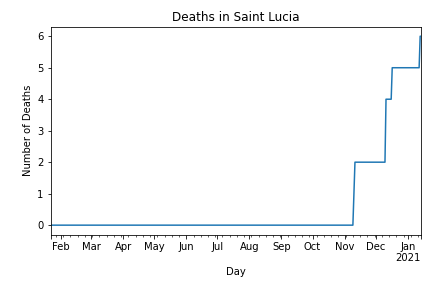 Deaths in Saint Lucia
Number of Deaths
6
5
4
3
2
1
0
Feb Mar Apr May Jun Jul Aug Sep Oct Nov Dec Jan
2021
Day